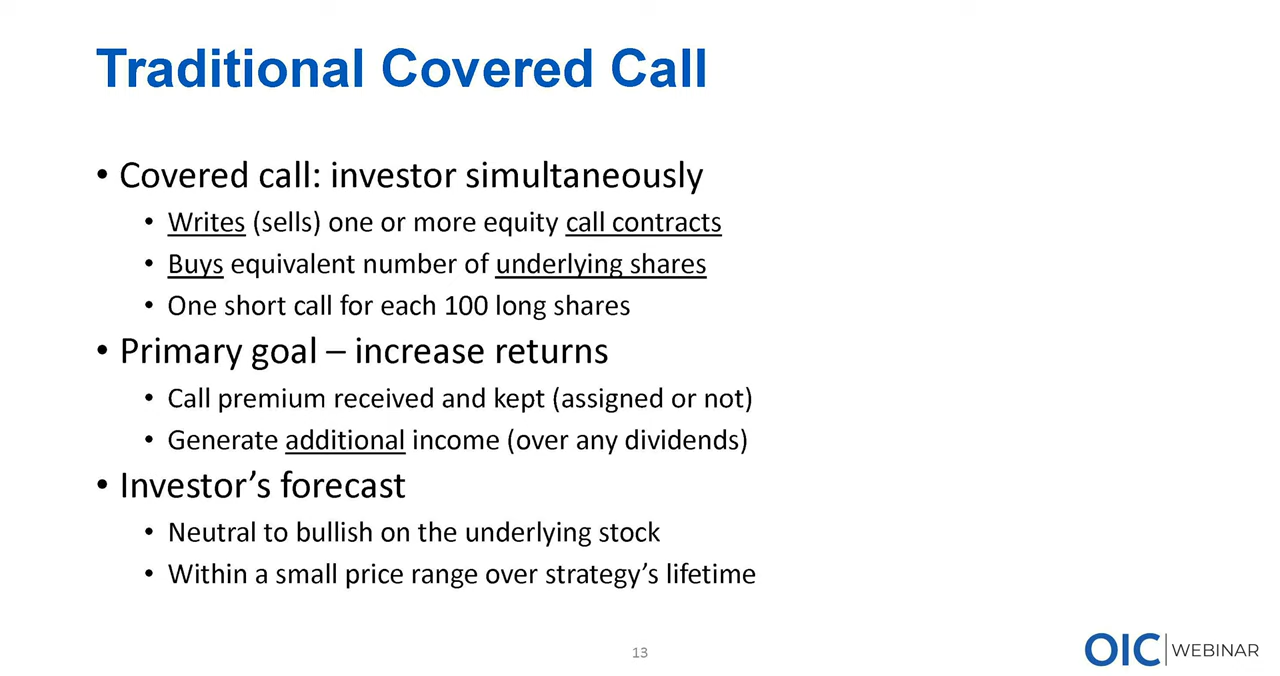 Traditional Covered Call
• Covered call: investor simultaneously
• Writes (sells) one or more equity call contracts
• Buys equivalent number of underlying shares
• One short call for each 100 long shares
• Primary goal – increase returns
• Call premium received and kept (assigned or not)
• Generate additional income (over any dividends)
• Investor’s forecast
• Neutral to bullish on the underlying stock
• Within a small price range over strategy’s lifetime
13
OIC WEBINAR